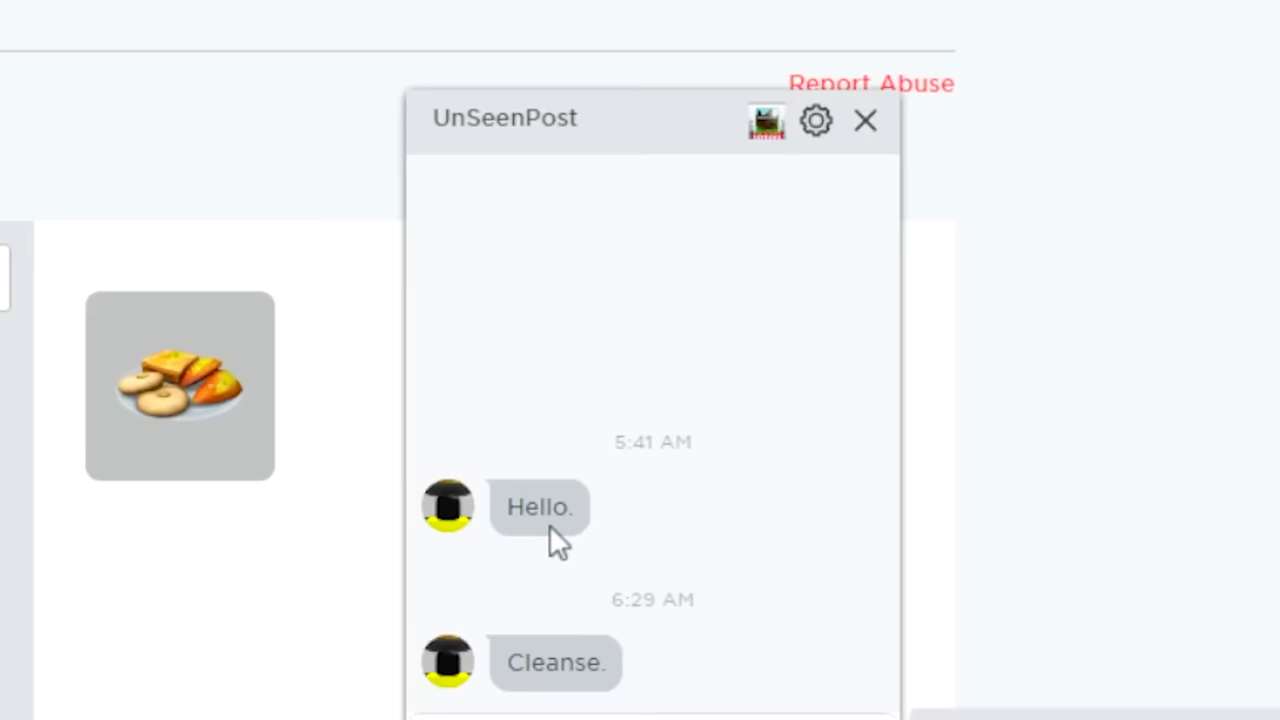 Report Abuse
UnSeenPost
5:41 AM
Hello.
6:29 AM
Cleanse.